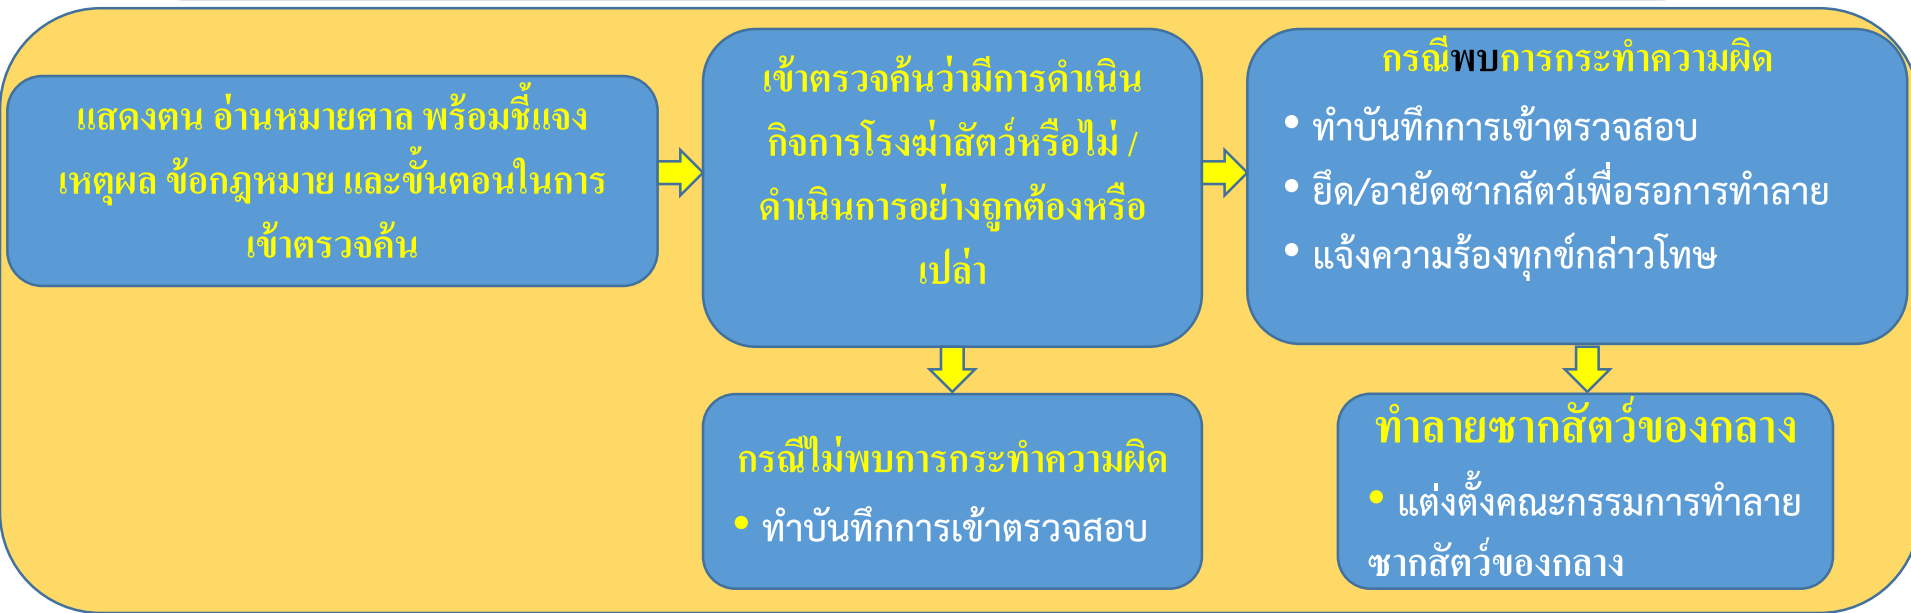 แสดงตน อ่านหมายศาล พร้อมชี้แจง
เหตุผล ข้อกฎหมาย และขั้นตอนในการ
เข้าตรวจค้น
เข้าตรวจค้นว่ามีการดำเนิน
กิจการโรงฆ่าสัตว์หรือไม่ /
ดำเนินการอย่างถูกต้องหรือ
เปล่า
กรณีพบการกระทำความผิด
• ทำบันทึกการเข้าตรวจสอบ
• ยึด/อายัดซากสัตว์เพื่อรอการทำลาย
• แจ้งความร้องทุกข์กล่าวโทษ
กรณีไม่พบการกระทำความผิด
• ทำบันทึกการเข้าตรวจสอบ
ทำลายซากสัตว์ของกลาง
• แต่งตั้งคณะกรรมการทำลาย
ซากสัตว์ของกลาง